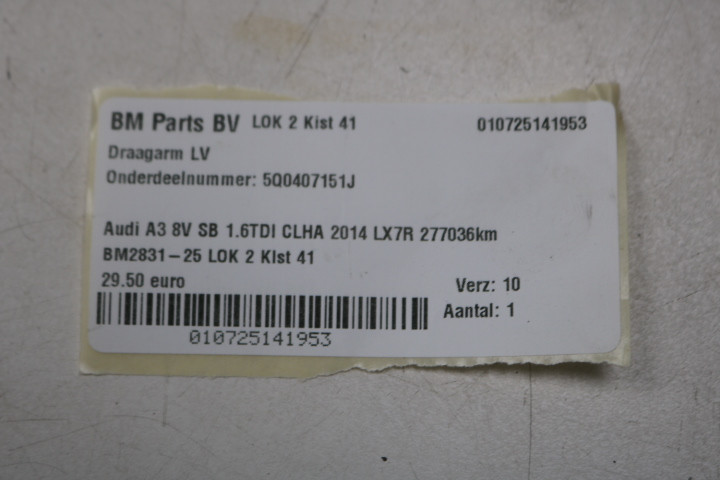 BM Parts BV LOK 2 Kist 41 010725141953
Draagarm LV
Onderdeelnummer: 5Q0407151J
Audi A3 8V SB 1.6TDI CLHA 2014 LX7R 277036km
BM2831-25 LOK 2 KIst 41
29.50 euro Verz: 10
Aantal: 1
010725141953